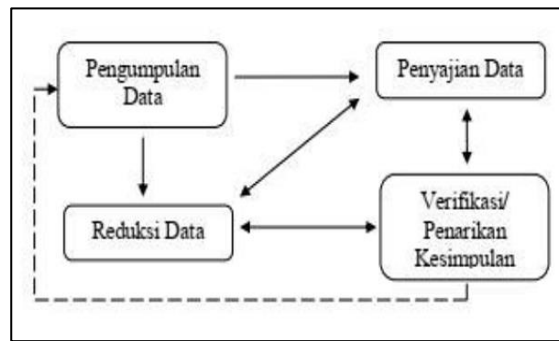 Pengumpulan
Data
Penyajian Data
Reduksi Data
Verifikasi/
Penarikan
Kesimpulan